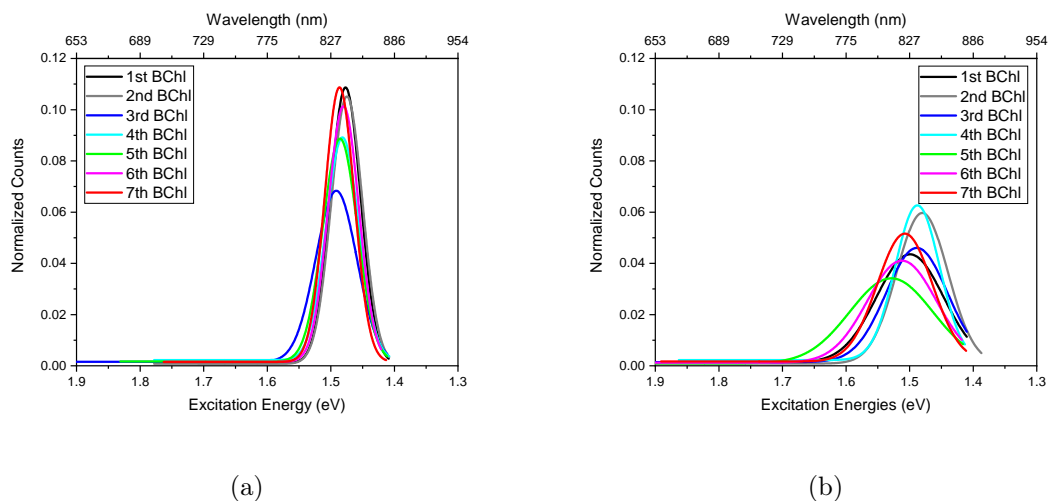 Wavelength (nm)
653 689 729 775 827 886 954
0.12
0.10
0.08
0.06
0.04
0.02
0.00
Normalized Counts
1st BChl
2nd BChl
3rd BChl
4th BChl
5th BChl
6th BChl
7th BChl
1.9 1.8 1.7 1.6 1.5 1.4 1.3
Excitation Energy (eV)
(a)
Wavelength (nm)
653 689 729 775 827 886 954
0.12
0.10
0.08
0.06
0.04
0.02
0.00
Normalized Counts
1st BChl
2nd BChl
3rd BChl
4th BChl
5th BChl
6th BChl
7th BChl
1.9 1.8 1.7 1.6 1.5 1.4 1.3
Excitation Energies (eV)
(b)